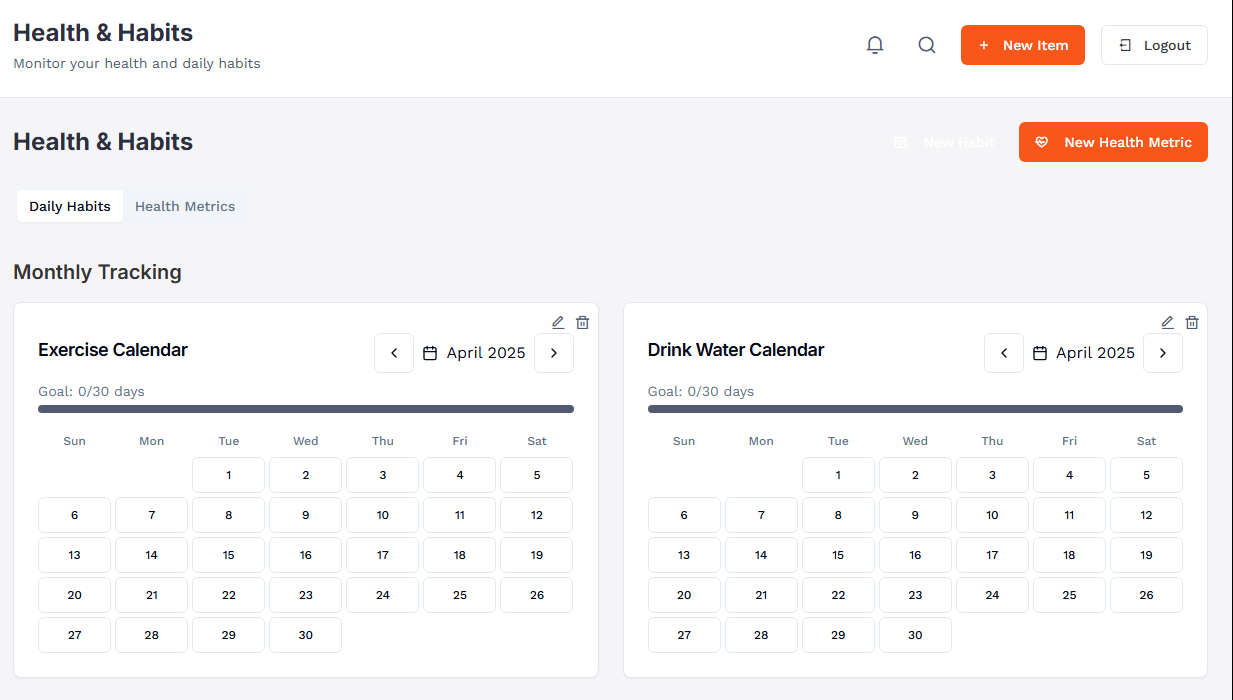 Health & Habits
Monitor your health and daily habits
New Item
Logout
Health & Habits
New Habit
New Health Metric
Daily Habits
Health Metrics
Monthly Tracking
Exercise Calendar
April 2025
Goal: 0/30 days
Sun Mon Tue Wed Thu Fri Sat
1 2 3 4 5
6 7 8 9 10 11 12
13 14 15 16 17 18 19
20 21 22 23 24 25 26
27 28 29 30
Drink Water Calendar
April 2025
Goal: 0/30 days
Sun Mon Tue Wed Thu Fri Sat
1 2 3 4 5
6 7 8 9 10 11 12
13 14 15 16 17 18 19
20 21 22 23 24 25 26
27 28 29 30